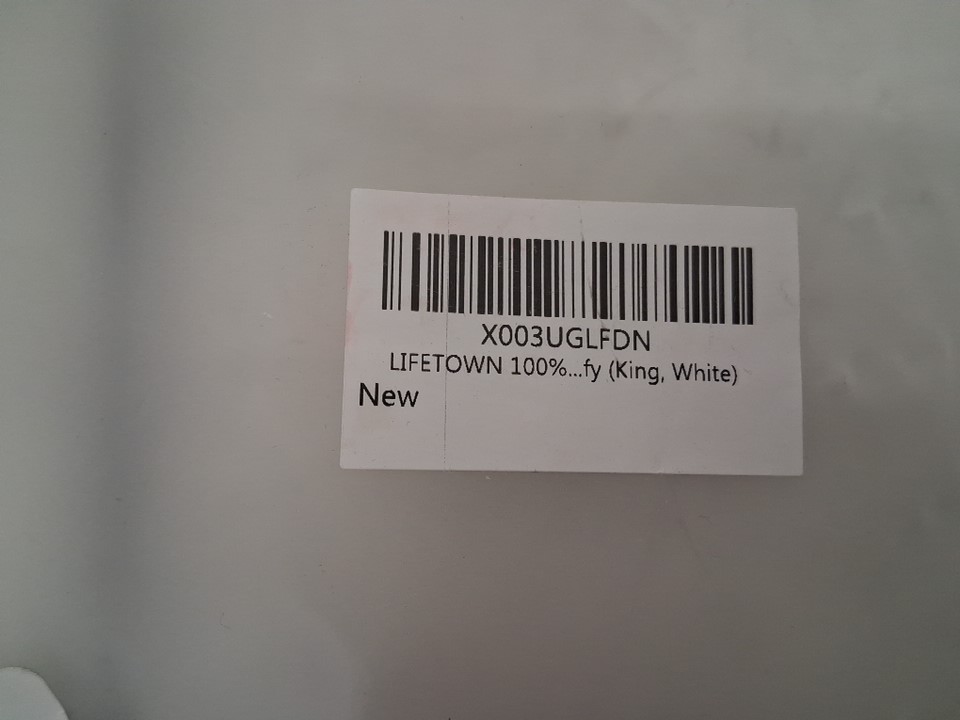 X003UGLFDN
LIFETOWN 100%...fy (King, White)
New